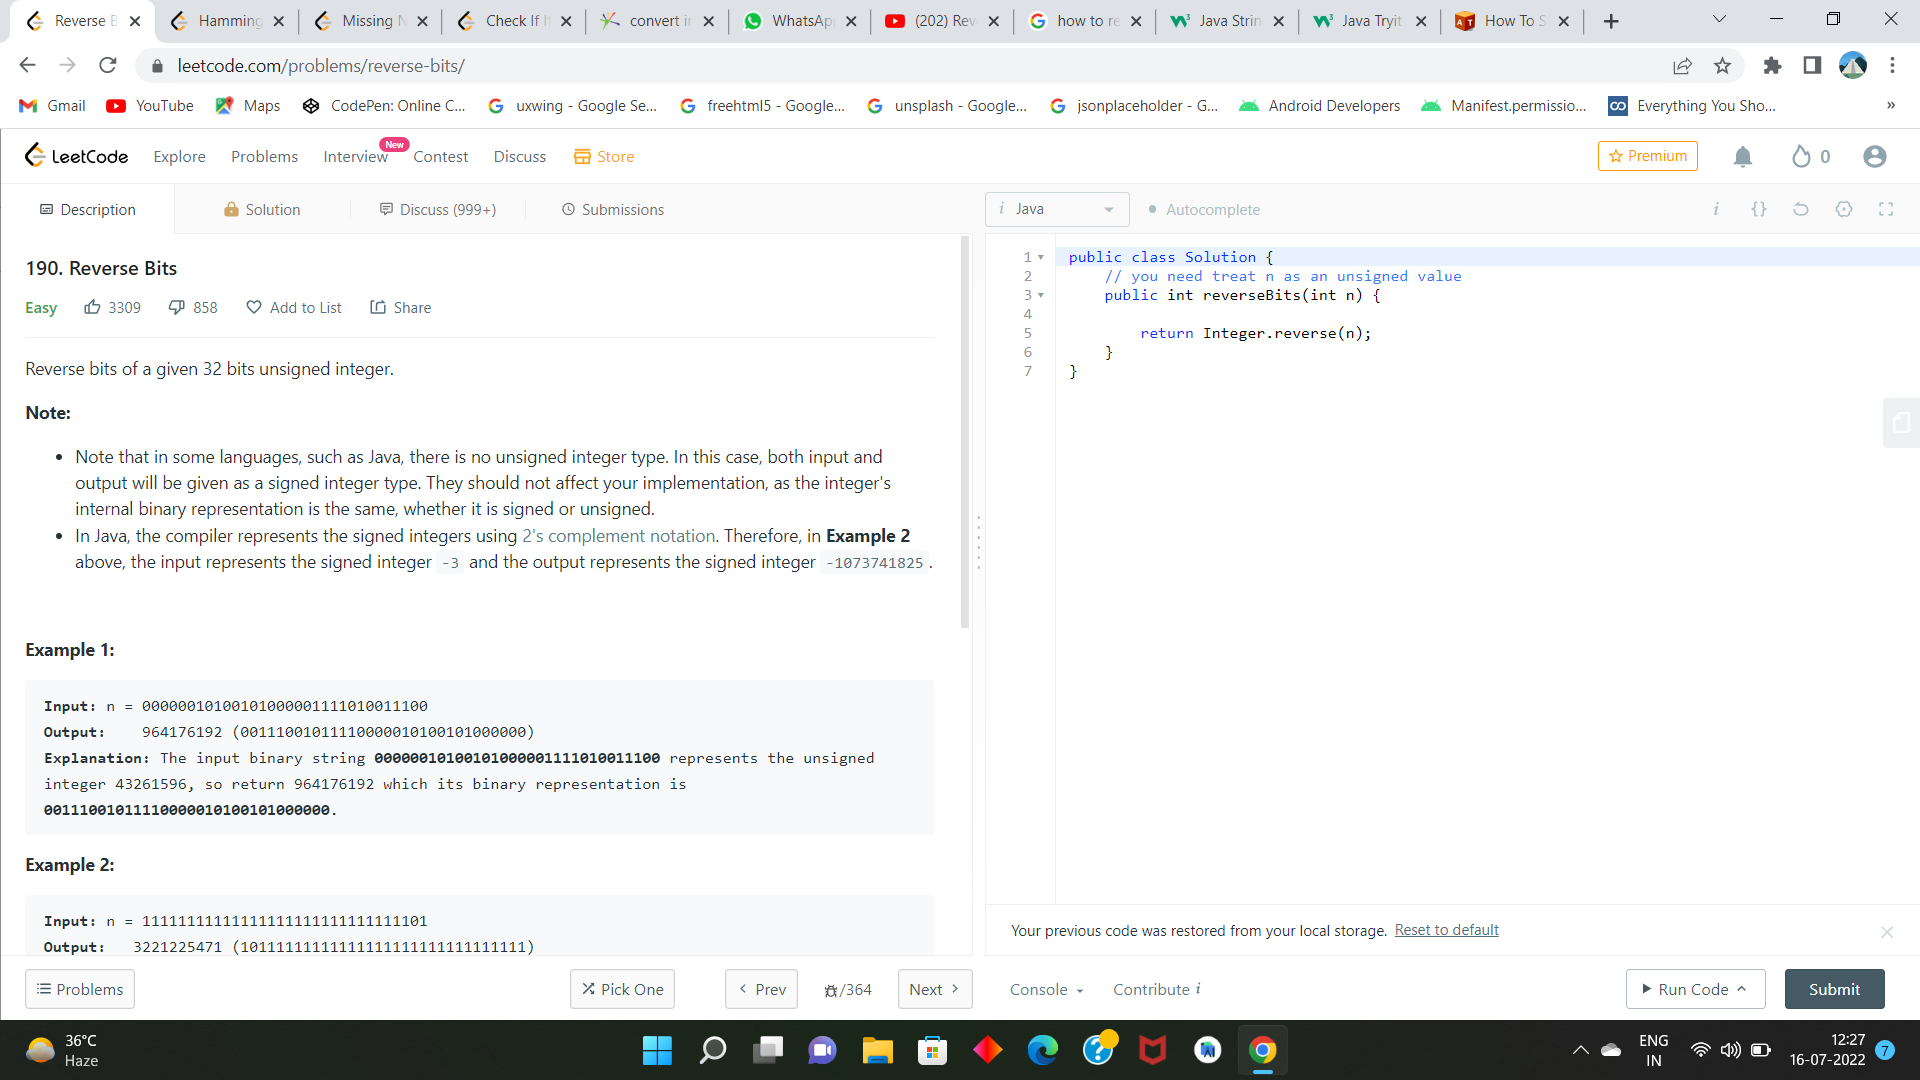 Reverse B
Hamming
Missing N
Check If I
convert i
WhatsAp
(202) Rev
how to re
Java Strin
Java Tryit
How To S
leetcode.com/problems/reverse-bits/
Gmail
YouTube
Maps
CodePen: Online C...
uxwing - Google Se...
freehtml5 - Google...
unsplash - Google...
jsonplaceholder - G...
Android Developers
Manifest.permissio...
Everything You Sho...
»
LeetCode
Explore
Problems
Interview
New
Contest
Discuss
Store
Premium
0
Description
Solution
Discuss (999+)
Submissions
i Java
Autocomplete
i {}
190. Reverse Bits
Easy
3309
858
Add to List
Share
Reverse bits of a given 32 bits unsigned integer.
Note:
• Note that in some languages, such as Java, there is no unsigned integer type. In this case, both input and
output will be given as a signed integer type. They should not affect your implementation, as the integer's
internal binary representation is the same, whether it is signed or unsigned.
• In Java, the compiler represents the signed integers using 2's complement notation. Therefore, in Example 2
above, the input represents the signed integer -3 and the output represents the signed integer -1073741825.
Example 1:
Input: n = 00000010100101000001111010011100
Output:    964176192 (00111001011110000010100101000000)
Explanation: The input binary string 00000010100101000001111010011100 represents the unsigned
integer 43261596, so return 964176192 which its binary representation is
00111001011110000010100101000000.
Example 2:
Input: n = 11111111111111111111111111111101
Output:   3221225471 (10111111111111111111111111111111)
1 public class Solution {
2     // you need treat n as an unsigned value
3     public int reverseBits(int n) {
4
5         return Integer.reverse(n);
6     }
7 }
Your previous code was restored from your local storage. Reset to default
Problems
Pick One
Prev
/364
Next
Console
Contribute i
Run Code
Submit
36°C
Haze
ENG
IN
12:27
16-07-2022
7